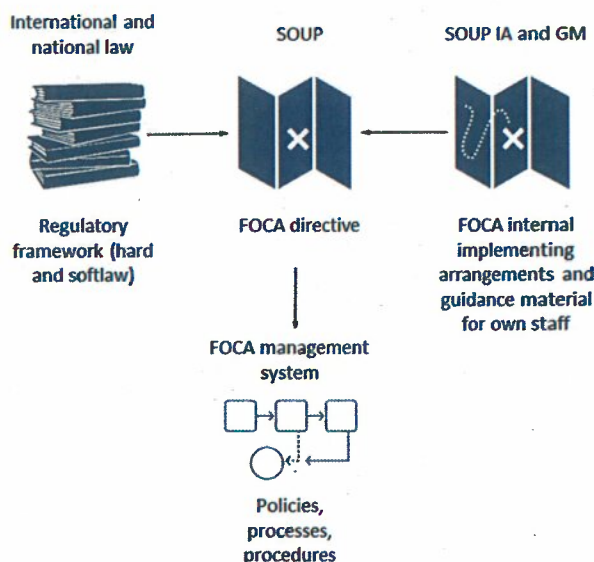 International and
national law
SOUP
SOUP IA and GM
Regulatory
framework (hard
and softlaw)
FOCA directive
FOCA internal
implementing
arrangements and
guidance material
for own staff
FOCA management
system
Policies,
processes,
procedures